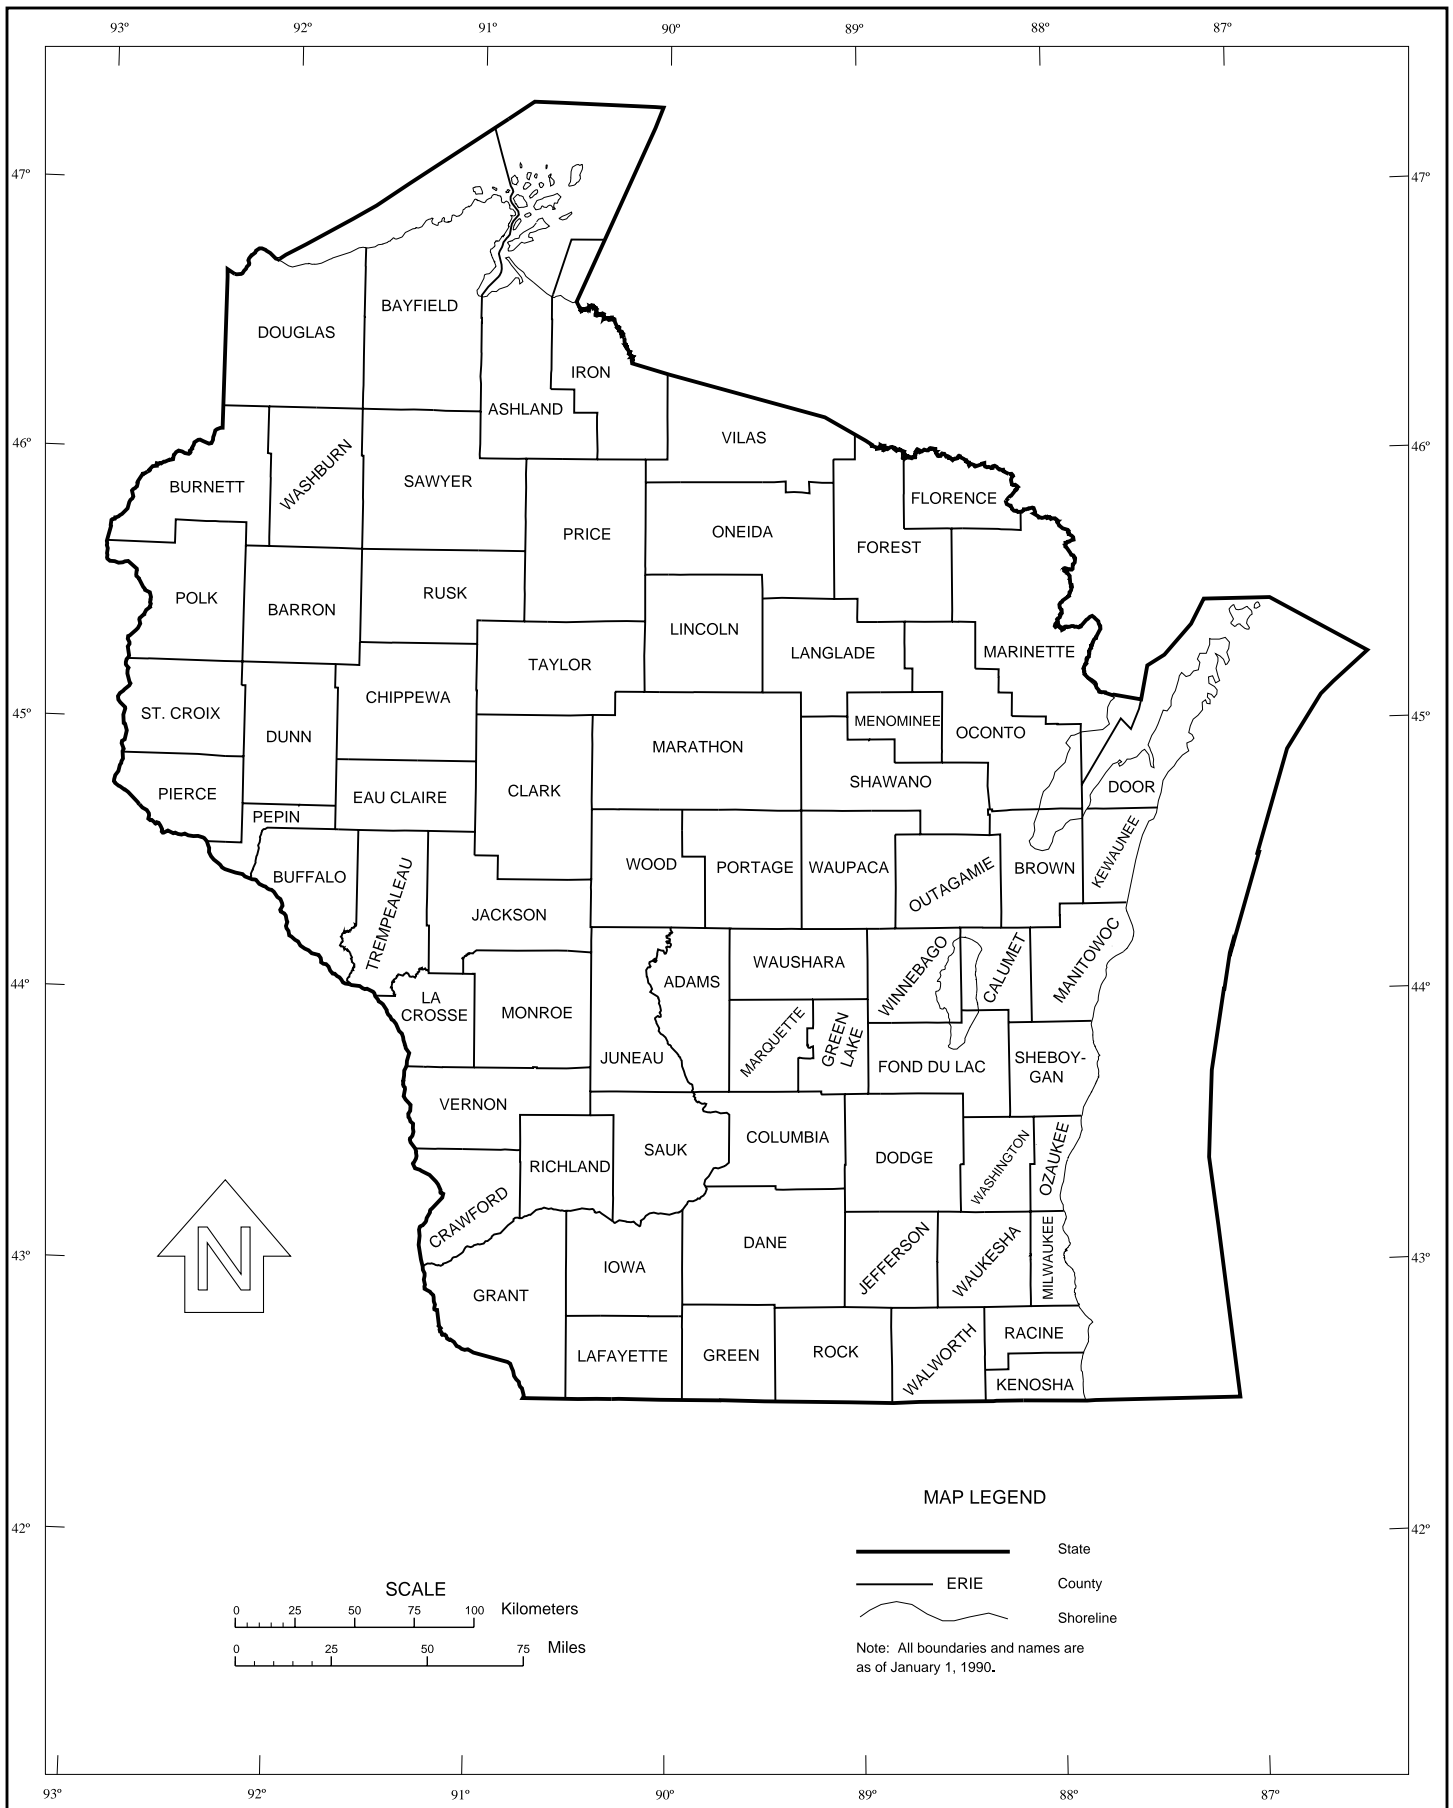 93° 92° 91° 90° 89° 88° 87°
47° 47°
BAYFIELD
DOUGLAS
IRON
ASHLAND
46° 46°
VILAS
WASHBURN
SAWYER
BURNETT
FLORENCE
PRICE
ONEIDA
FOREST
RUSK
POLK
BARRON
LINCOLN
LANGLADE
MARINETTE
TAYLOR
CHIPPEWA
45° 45°
ST. CROIX
MENOMINEE
DUNN
OCONTO
MARATHON
SHAWANO
DOOR
PIERCE
EAU CLAIRE
CLARK
PEPIN
KEWAUNEE
WOOD
PORTAGE
WAUPACA
BROWN
BUFFALO
OUTAGAMIE
TREMPEALEAU
JACKSON
WAUSHARA
WINNEBAGO
CALUMET
MANITOWOC
ADAMS
44° 44°
LA
CROSSE
MONROE
MARQUETTE
GREEN
LAKE
JUNEAU
FOND DU LAC
SHEBOY-
GAN
VERNON
COLUMBIA
SAUK
DODGE
RICHLAND
WASHINGTON
OZAUKEE
CRAWFORD
N
DANE
JEFFERSON
WAUKESHA
MILWAUKEE
43° 43°
IOWA
GRANT
RACINE
LAFAYETTE
GREEN
ROCK
WALWORTH
KENOSHA
MAP LEGEND
42° 42°
State
ERIE County
Shoreline
Note: All boundaries and names are
as of January 1, 1990.
SCALE
0 25 50 75 100 Kilometers
0 25 50 75 Miles
93° 92° 91° 90° 89° 88° 87°